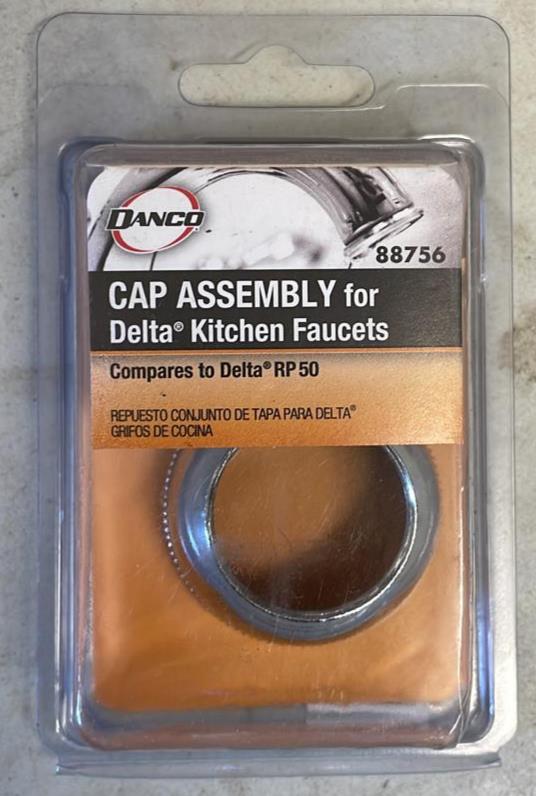 DANCO
88756
CAP ASSEMBLY for
Delta® Kitchen Faucets
Compares to Delta® RP 50
REPUESTO CONJUNTO DE TAPA PARA DELTA®
GRIFOS DE COCINA